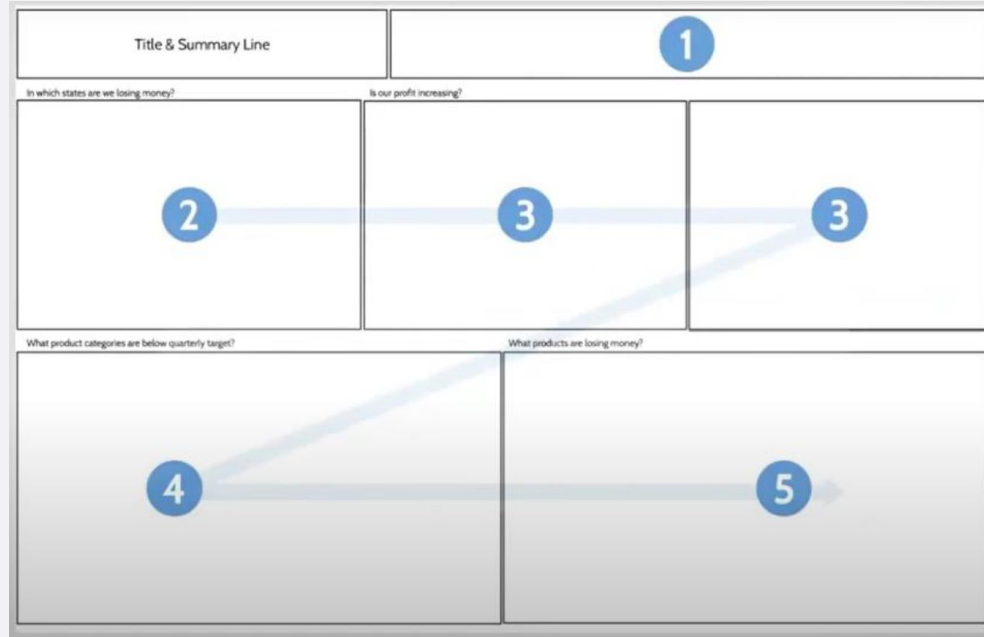 Title & Summary Line
1
In which states are we losing money?
Is our profit increasing?
2
3
3
What product categories are below quarterly target?
What products are losing money?
4
5